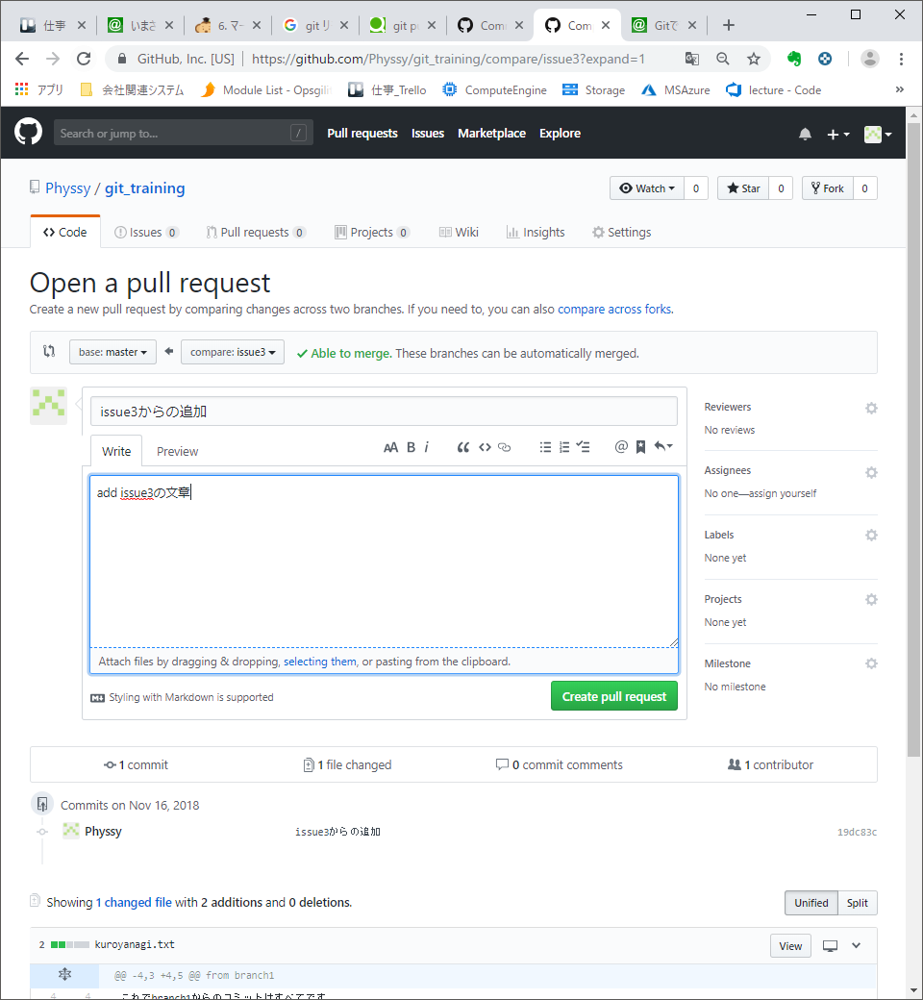 仕事 いまさ 6. マー git リ git pu Com Com Gitで
GitHub, Inc. [US] https://github.com/Physsy/git_training/compare/issue3?expand=1
アプリ 会社関連システム Module List - Opsgili 仕事_Trello ComputeEngine Storage MSAzure lecture - Code »
Search or jump to... / Pull requests Issues Marketplace Explore
Physsy / git_training Watch 0 Star 0 Fork 0
Code Issues 0 Pull requests 0 Projects 0 Wiki Insights Settings
Open a pull request
Create a new pull request by comparing changes across two branches. If you need to, you can also compare across forks.
base: master compare: issue3 Able to merge. These branches can be automatically merged.
issue3からの追加
Write Preview AA B i
add issue3の文章
Attach files by dragging & dropping, selecting them, or pasting from the clipboard.
Styling with Markdown is supported
Create pull request
Reviewers
No reviews
Assignees
No one—assign yourself
Labels
None yet
Projects
None yet
Milestone
No milestone
1 commit 1 file changed 0 commit comments 1 contributor
Commits on Nov 16, 2018
Physsy issue3からの追加 19dc83c
Showing 1 changed file with 2 additions and 0 deletions. Unified Split
2 kuroyanagi.txt View
@@ -4,3 +4,5 @@ from branch1
4 4 これでbranch1からのコミットはすべてです